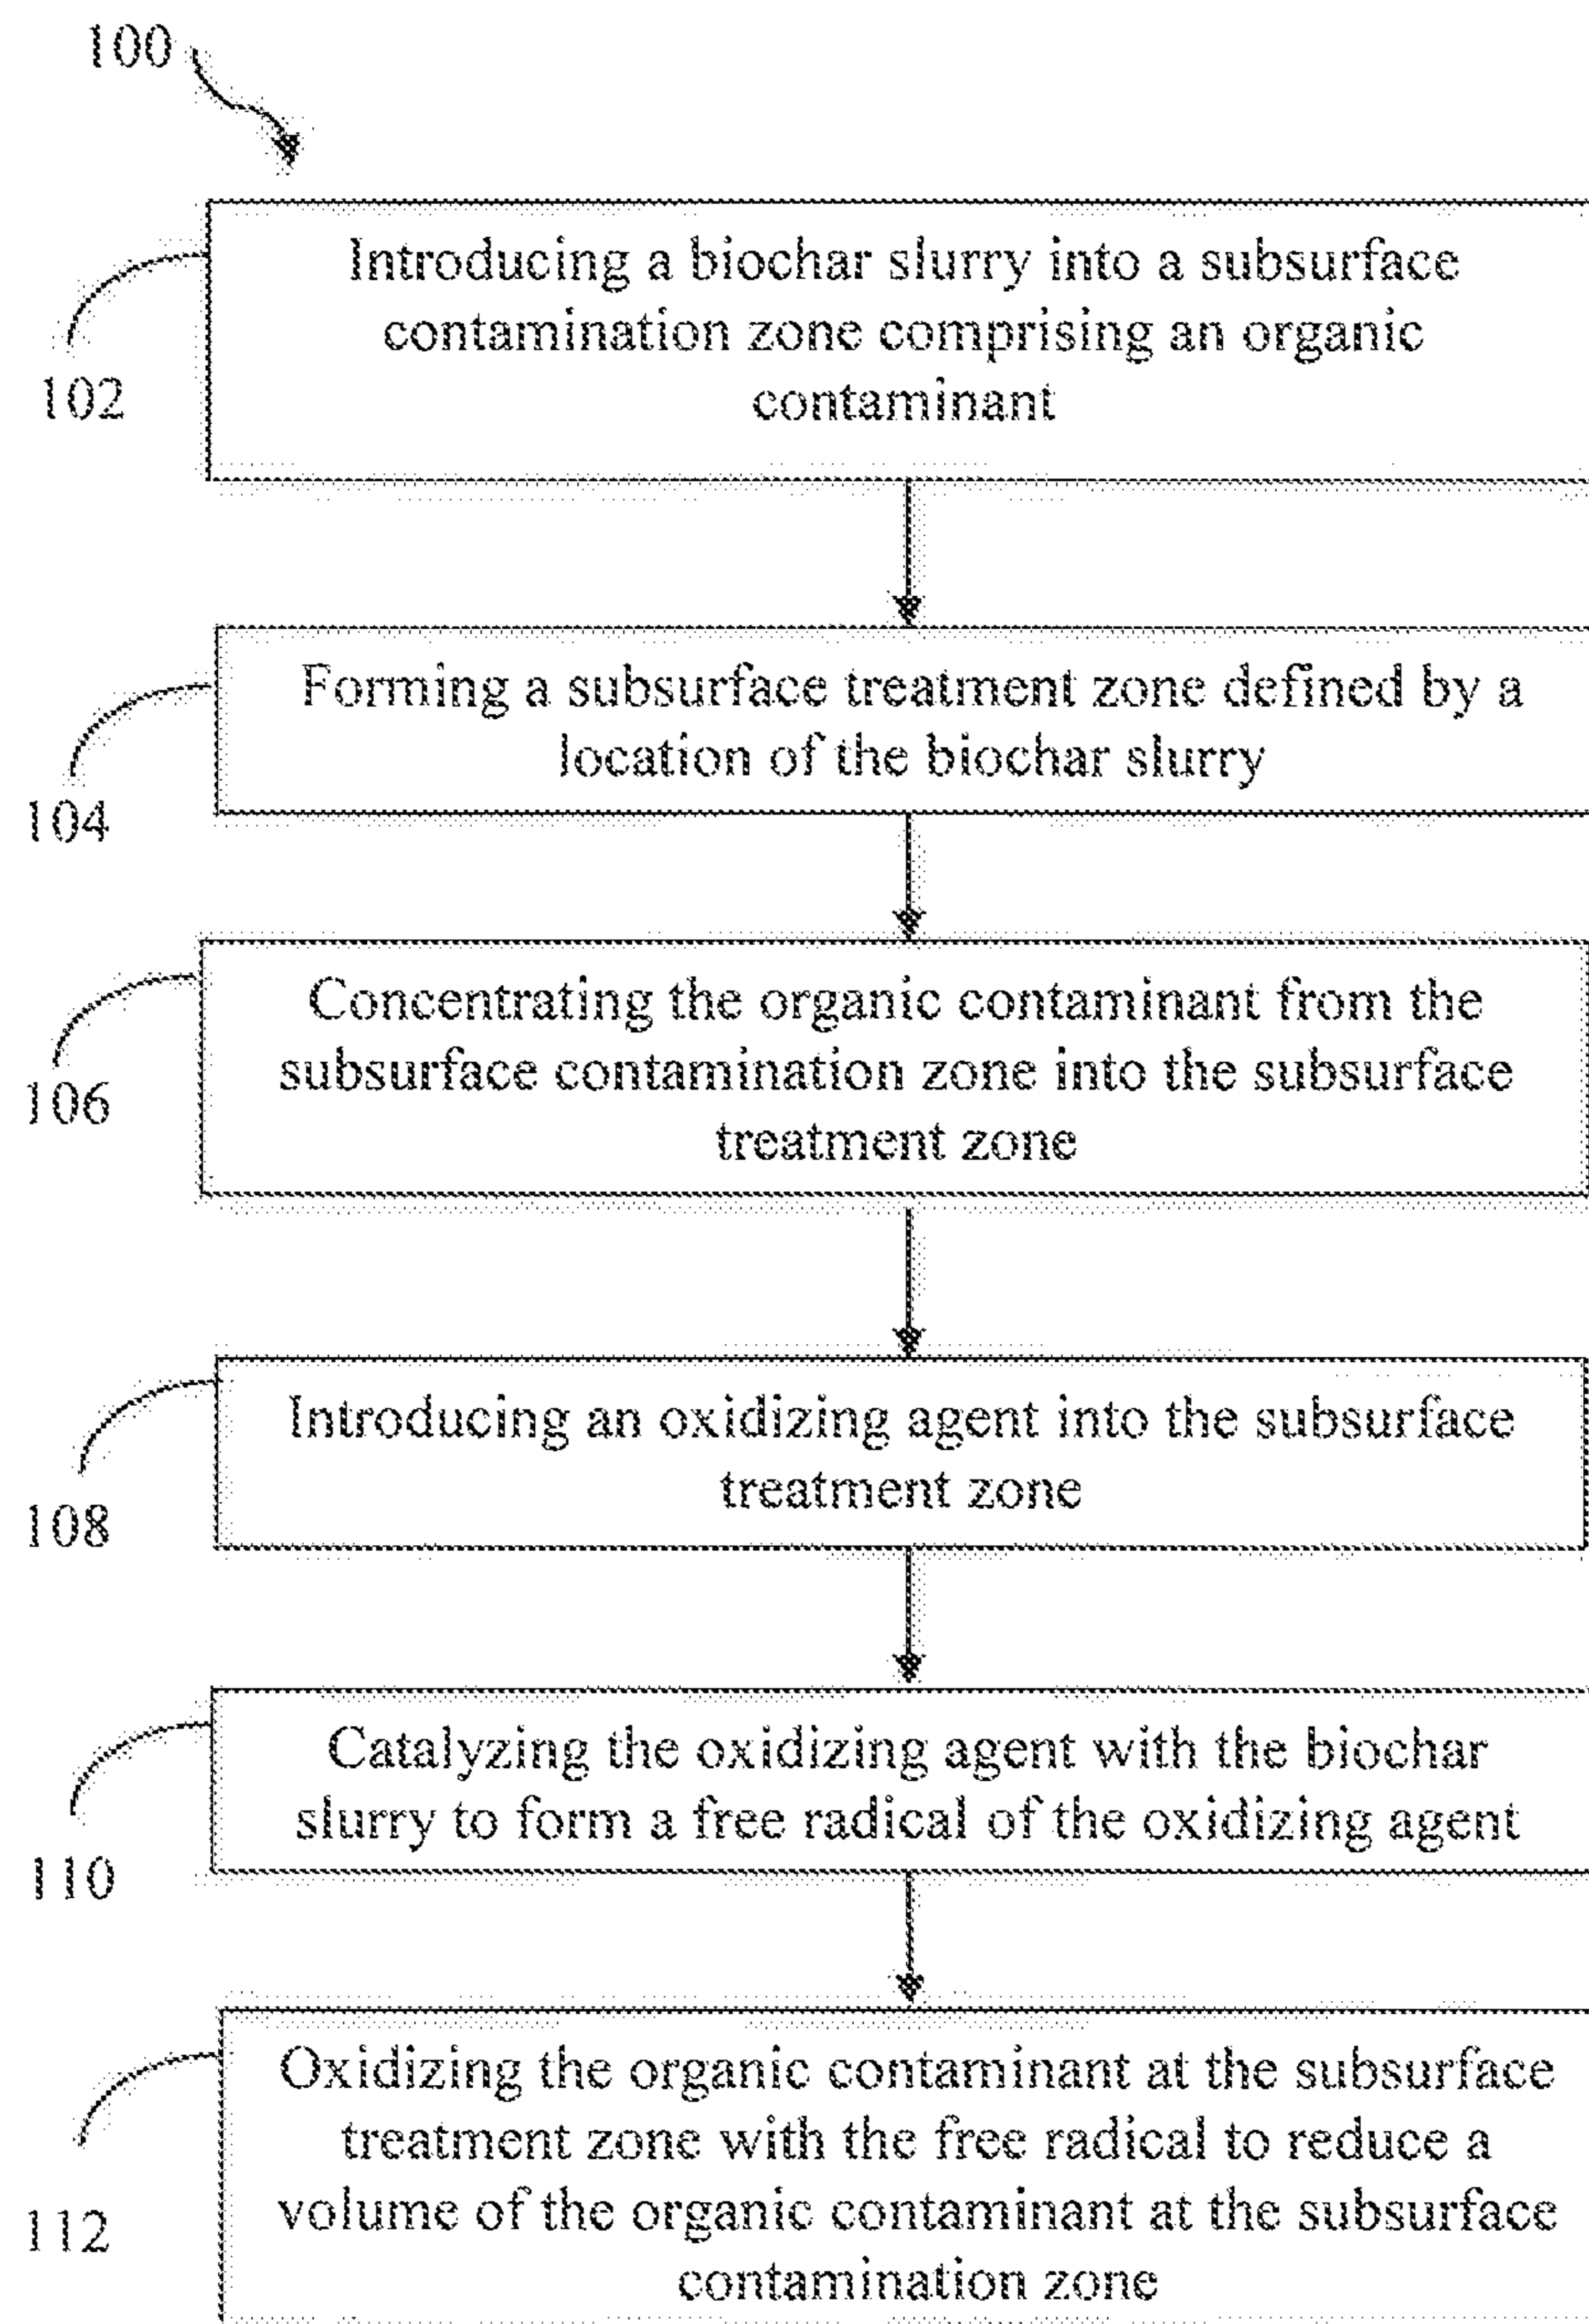 100
Introducing a biochar slurry into a subsurface
contamination zone comprising an organic
contaminant
102
Forming a subsurface treatment zone defined by a
location of the biochar slurry
104
Concentrating the organic contaminant from the
subsurface contamination zone into the subsurface
treatment zone
106
Introducing an oxidizing agent into the subsurface
treatment zone
108
Catalyzing the oxidizing agent with the biochar
slurry to form a free radical of the oxidizing agent
110
Oxidizing the organic contaminant at the subsurface
treatment zone with the free radical to reduce a
volume of the organic contaminant at the subsurface
contamination zone
112